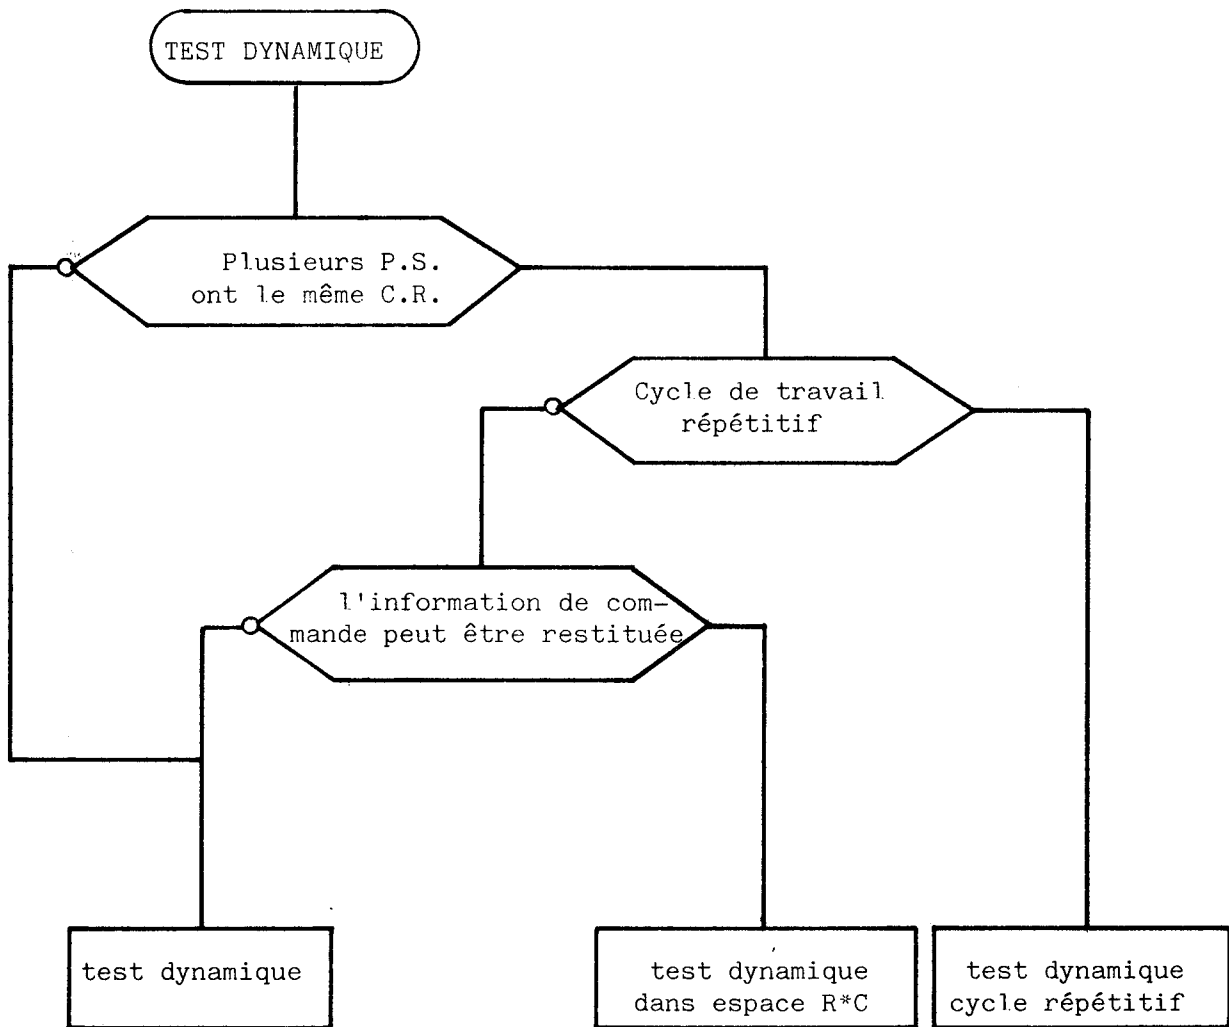 TEST DYNAMIQUE
Plusieurs P.S.
ont le même C.R.
Cycle de travail
répétitif
l'information de com-
mande peut être restituée
test dynamique
test dynamique
dans espace R*C
test dynamique
cycle répétitif